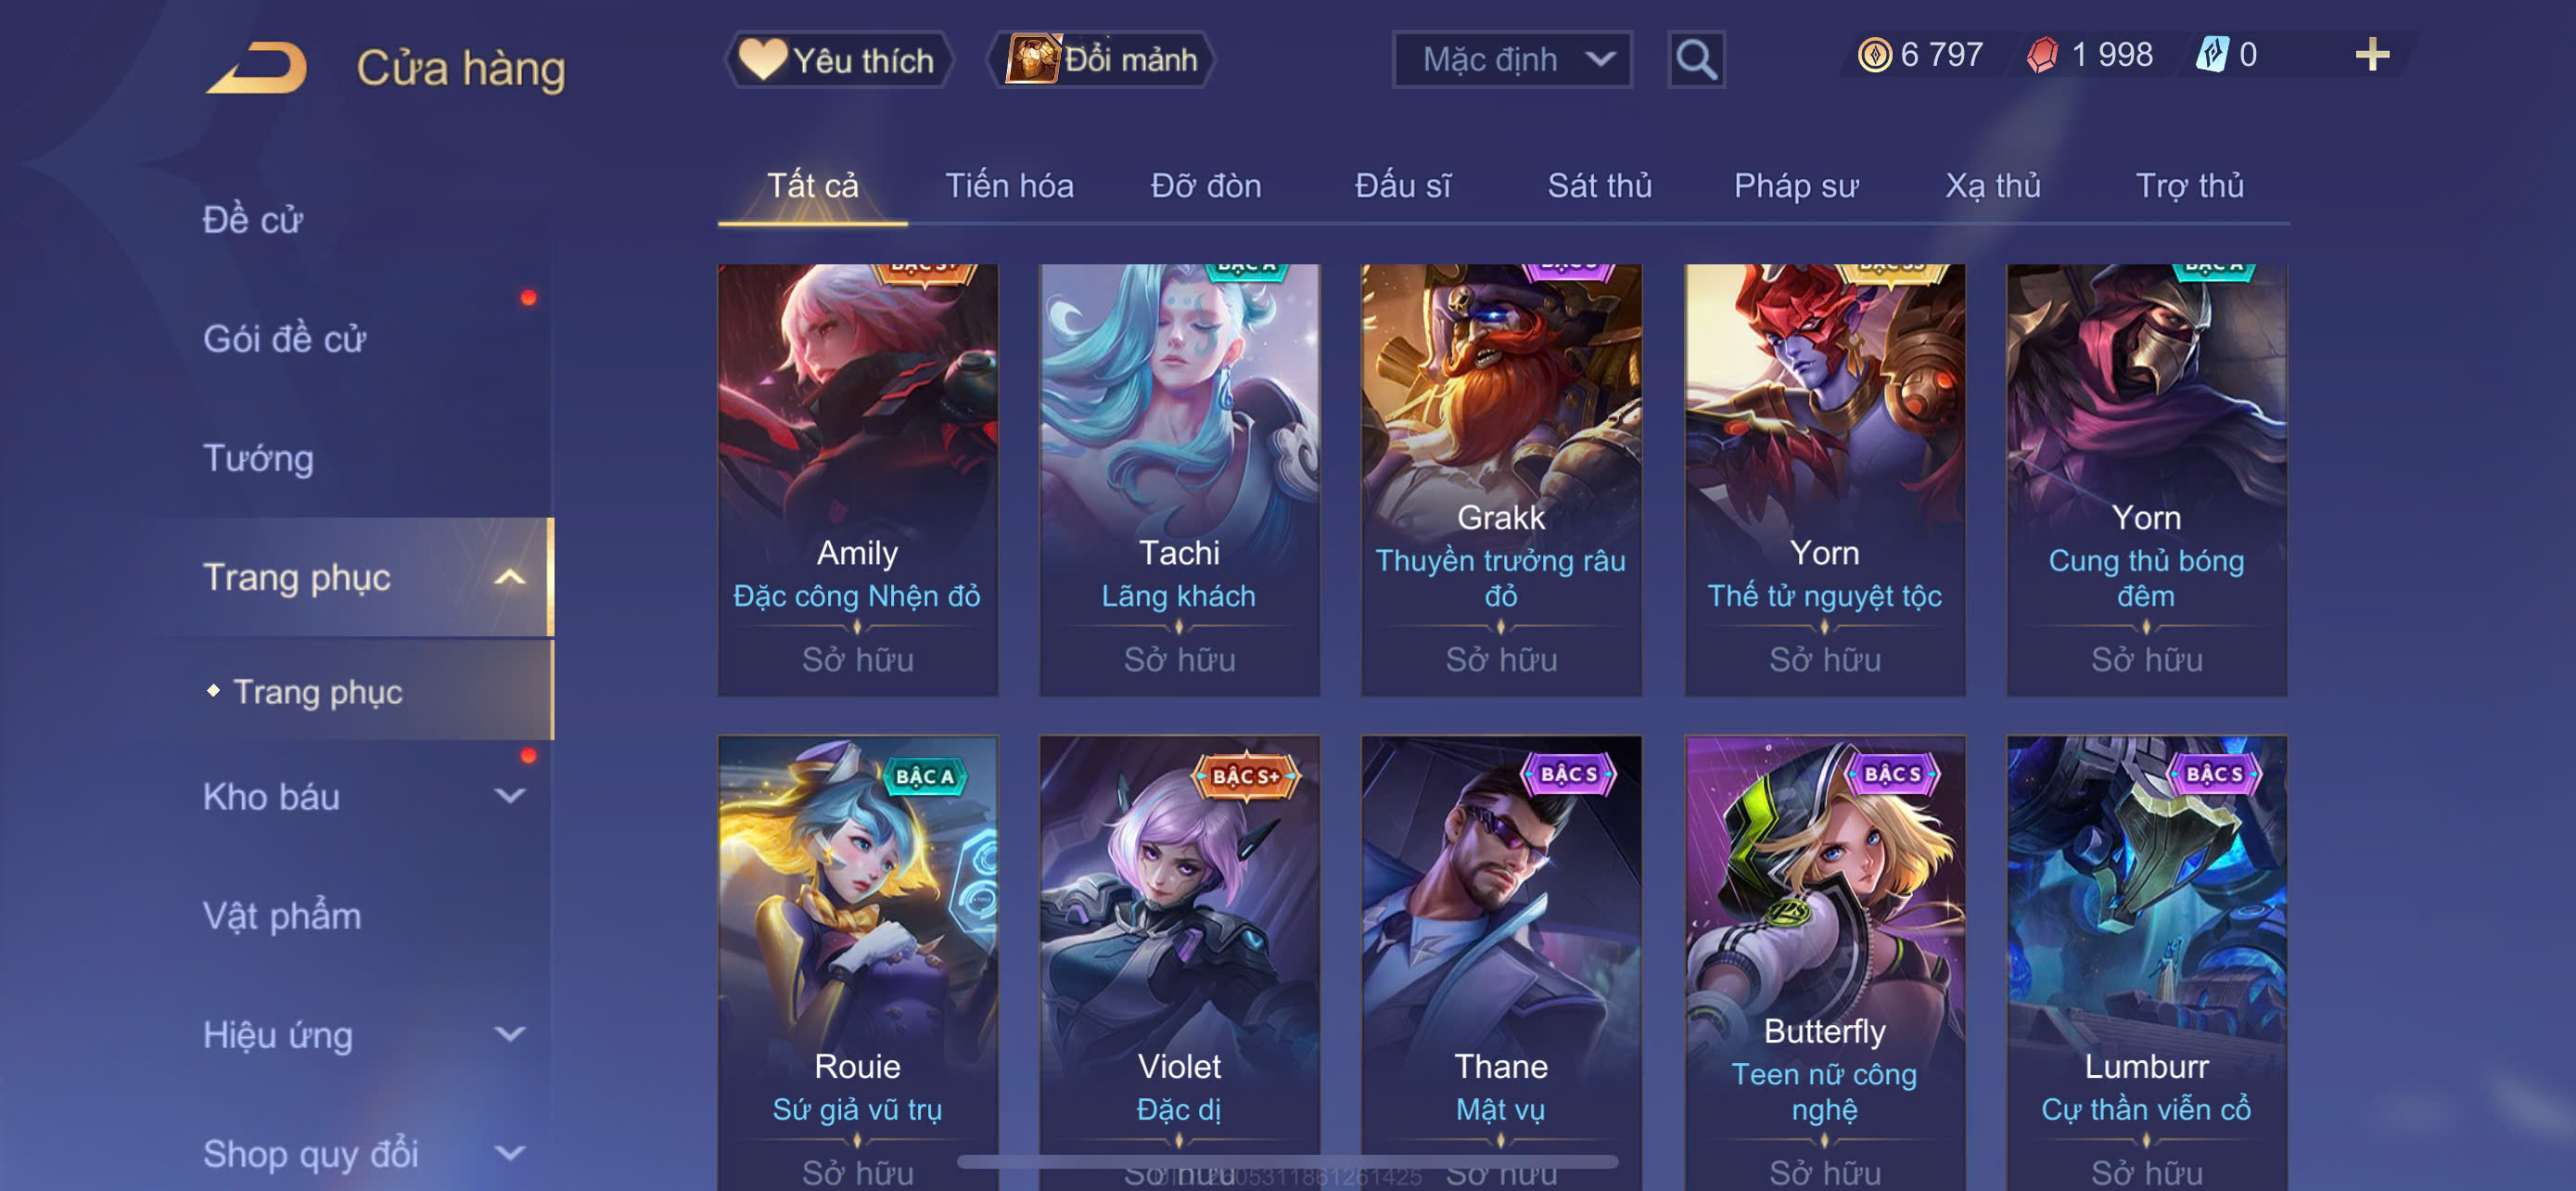 Cửa hàng
Yêu thích
Đổi mảnh
Mặc định
6 797
1 998
0
Tất cả
Tiến hóa
Đỡ đòn
Đấu sĩ
Sát thủ
Pháp sư
Xạ thủ
Trợ thủ
Đề cử
Gói đề cử
Tướng
Trang phục
Trang phục
Kho báu
Vật phẩm
Hiệu ứng
Shop quy đổi
BẬC S+
Amily
Đặc công Nhện đỏ
Sở hữu
BẬC A
Tachi
Lãng khách
Sở hữu
BẬC S
Grakk
Thuyền trưởng râu
đỏ
Sở hữu
BẬC SS
Yorn
Thế tử nguyệt tộc
Sở hữu
BẬC A
Yorn
Cung thủ bóng
đêm
Sở hữu
BẬC A
Rouie
Sứ giả vũ trụ
Sở hữu
BẬC S+
Violet
Đặc dị
Sở hữu
BẬC S
Thane
Mật vụ
Sở hữu
BẬC S
Butterfly
Teen nữ công
nghệ
Sở hữu
BẬC S
Lumburr
Cự thần viễn cổ
Sở hữu